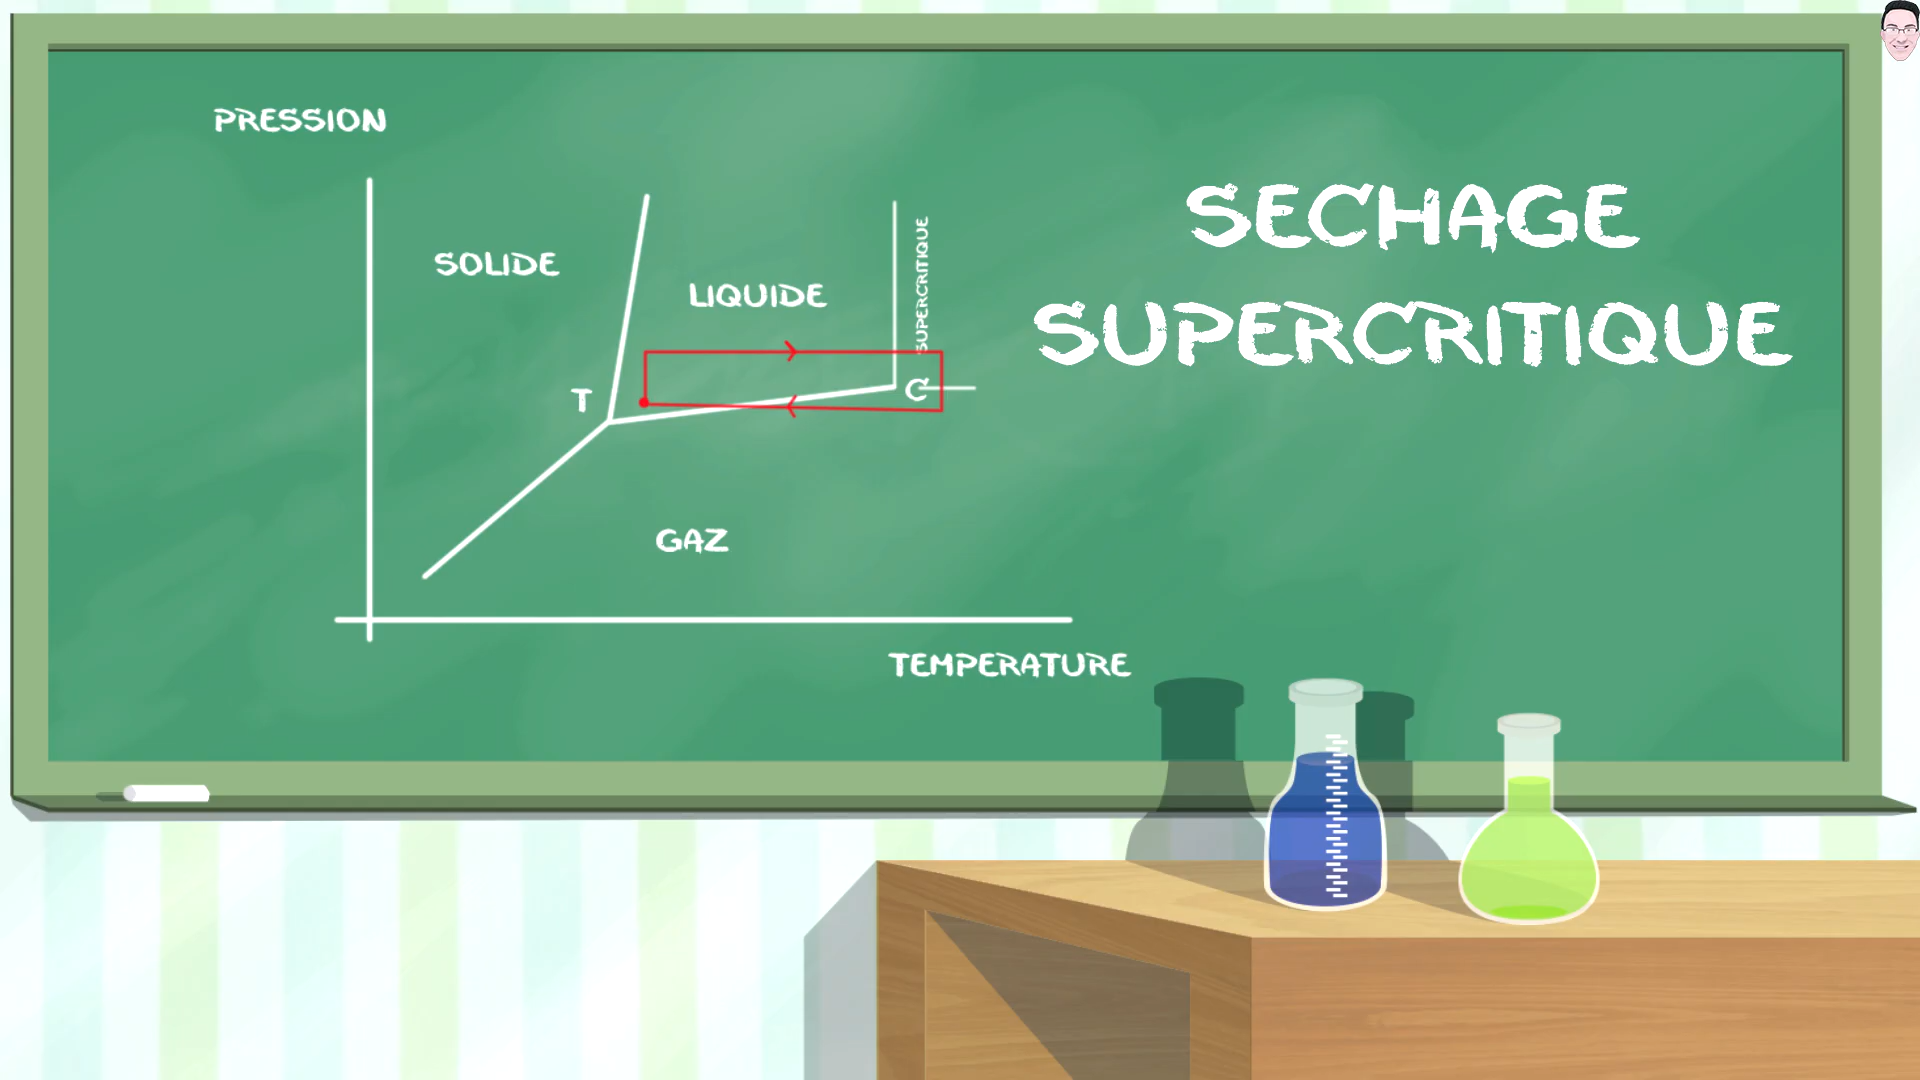 PRESSION
SOLIDE
LIQUIDE
SUPERCRITIQUE
T
C
GAZ
TEMPERATURE
SECHAGE
SUPERCRITIQUE